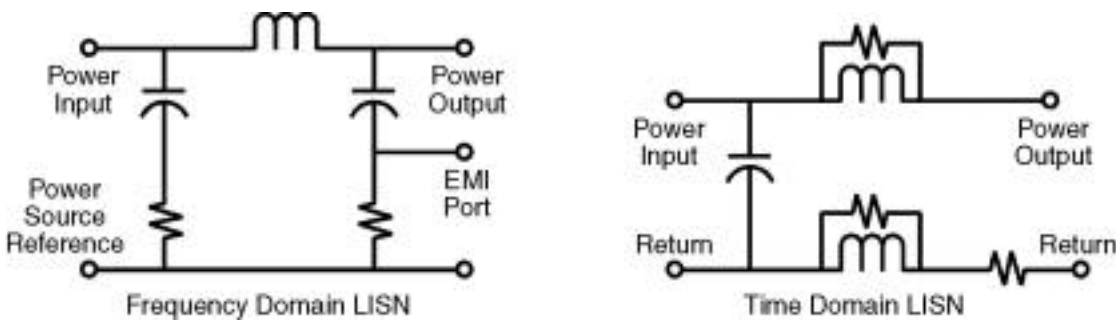 Power
Input
Power
Output
EMI
Port
Power
Source
Reference
Frequency Domain LISN
Power
Input
Power
Output
Return
Return
Time Domain LISN